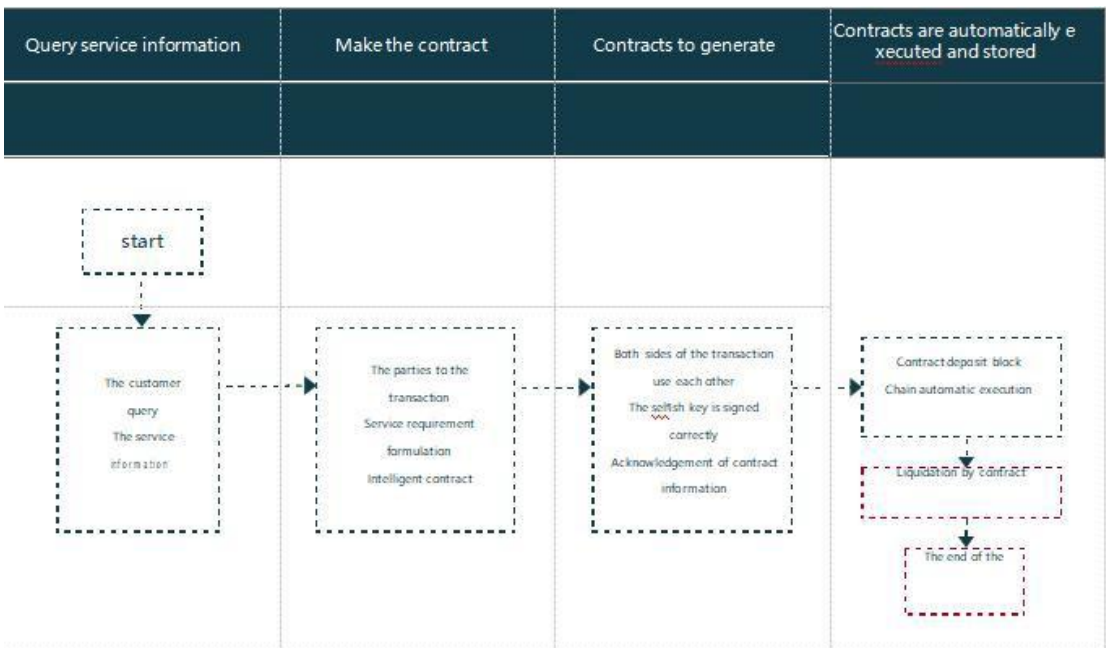 Query service information
Make the contract
Contracts to generate
Contracts are automatically e
xecuted and stored
start
The customer
query
The service
information
The parties to the
transaction
Service requirement
formulation
Intelligent contract
Both sides of the transaction
use each other
The selfish key is signed
correctly
Acknowledgement of contract
information
Contract deposit block
Chain automatic execution
Liquidation by contract
The end of the